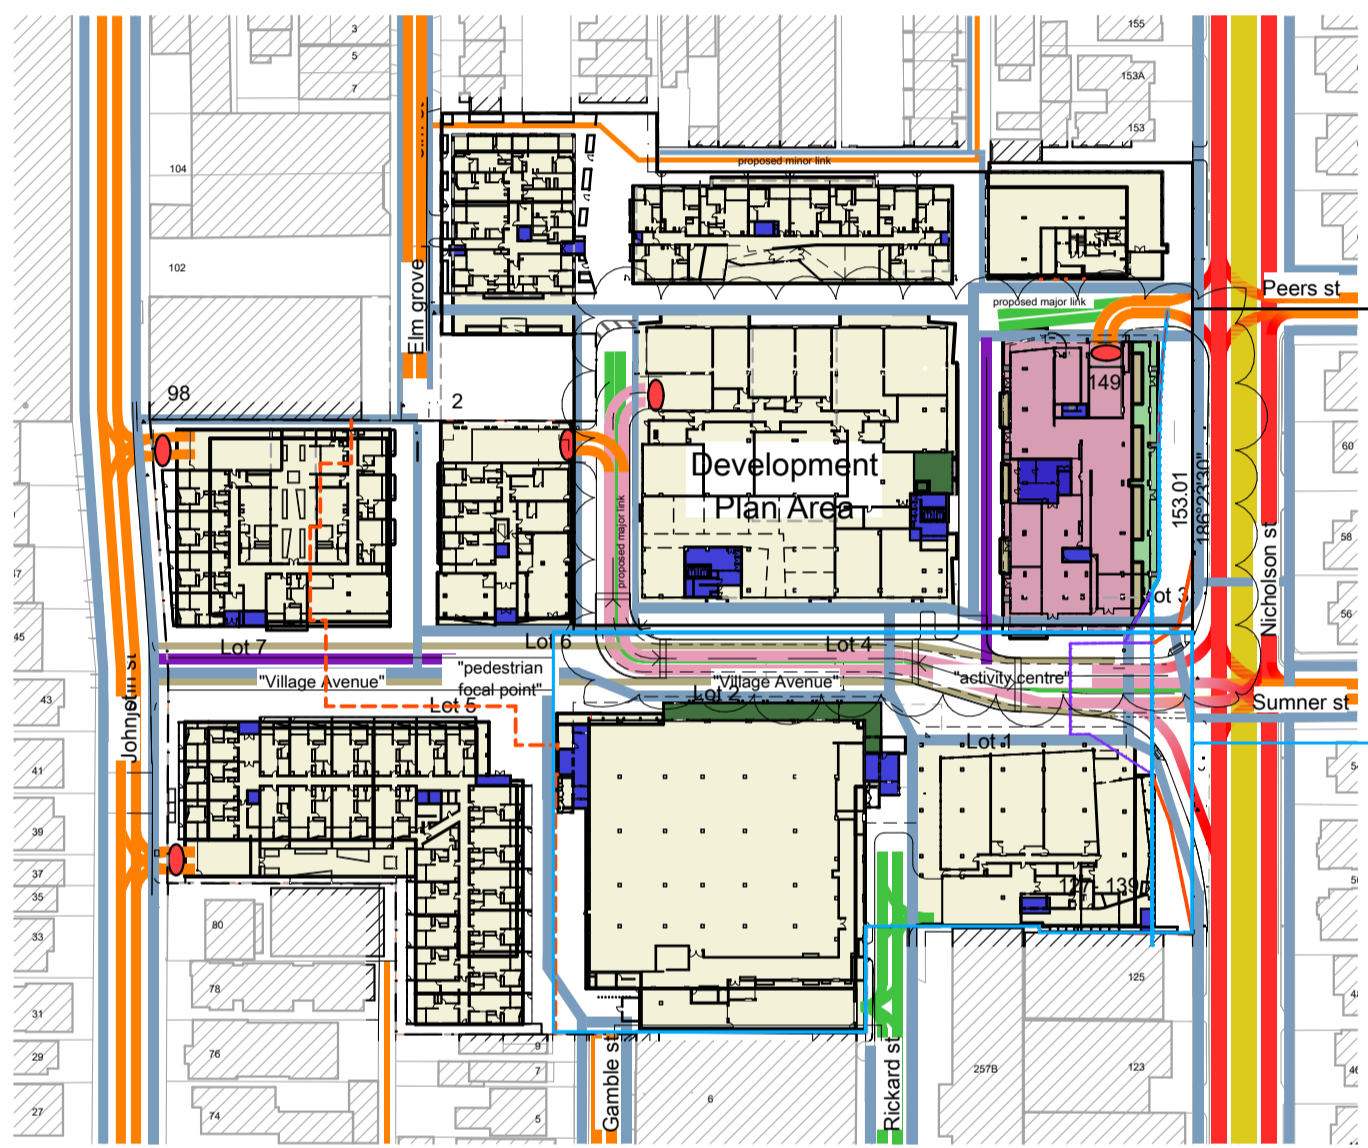 155
3
5
7
153A
153
proposed minor link
104
102
Elm grove
Peers st
proposed major link
98
2
149
60
Development
Plan Area
153.01
186°22'30"
Nicholson st
58
proposed major link
56
45
Lot 3
Lot 7
Lot 6
Lot 4
"pedestrian
focal point"
"Village Avenue"
"Village Avenue"
"activity centre"
Johnston st
43
Lot 5
Lot 2
Sumner st
Lot 1
41
39
37
35
127- 139
33
80
125
78
31
29
76
9
7
Gamble st
Rickard st
257B
123
27
74
5
6